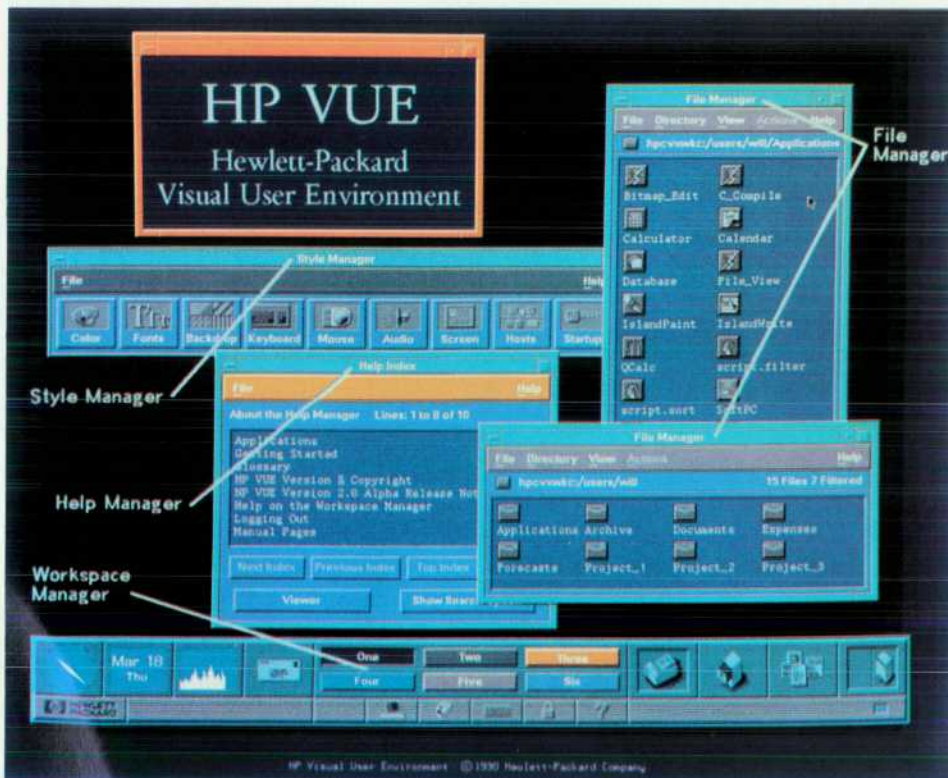 HP VUE
Hewlett-Packard
Visual User Environment
File Manager
File Directory View Actions Help
hpcvxwkc:/users/will/Applications
Bitmap_Edit C_Compile
Calculator Calendar
Database File_View
IslandPaint IslandWrite
QCalc script.filter
script.sort SoftPC
File
Manager
Style Manager
File Help
Color Fonts Backdrop Keyboard Mouse Audio Screen Hosts Startup
Style Manager
Help Index
File Help
About the Help Manager Lines: 1 to 8 of 10
Applications
Getting Started
Glossary
HP VUE Version & Copyright
HP VUE Version 2.0 Alpha Release Not
Help on the Workspace Manager
Logging Out
Manual Pages
Next Index Previous Index Top Index
Viewer Show Search
Help Manager
File Manager
File Directory View Actions Help
hpcvxwkc:/users/will 15 Files 7 Filtered
Applications Archive Documents Expenses
Forecasts Project_1 Project_2 Project_3
Workspace
Manager
Mar 18
Thu
One Two Three
Four Five Six
HP Visual User Environment ©1990 Hewlett-Packard Company